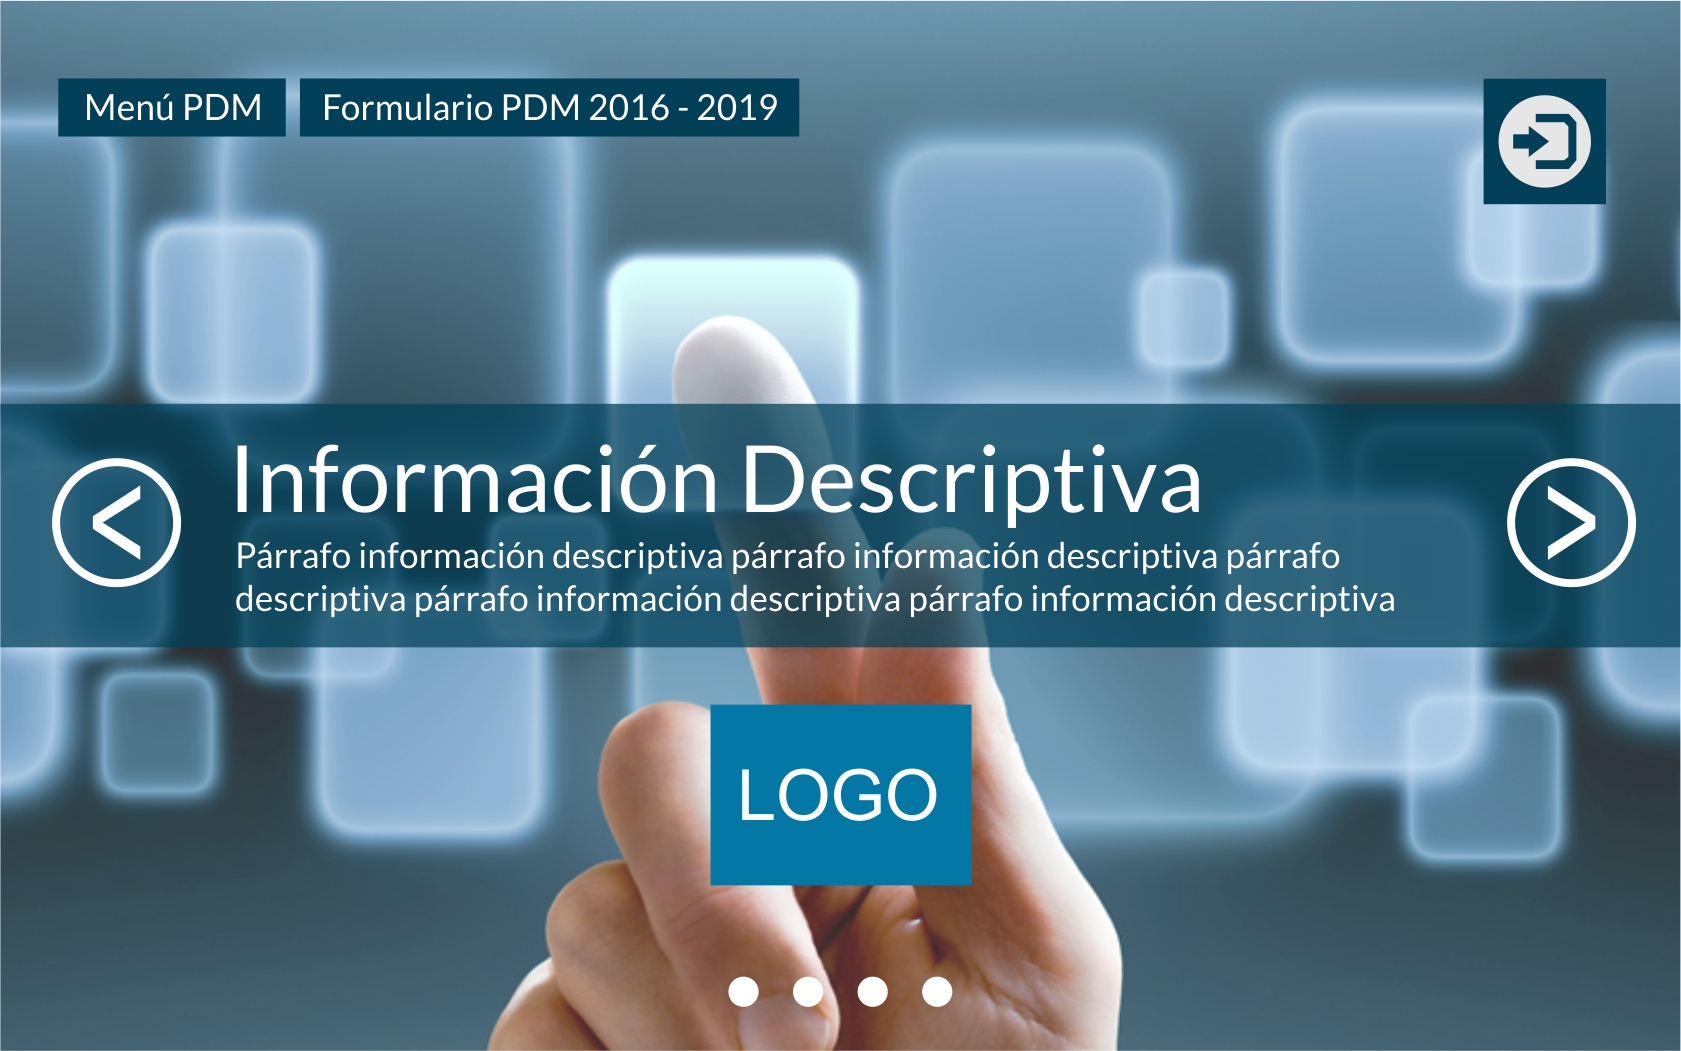 Menú PDM
Formulario PDM 2016 - 2019
Información Descriptiva
Párrafo información descriptiva párrafo información descriptiva párrafo
descriptiva párrafo información descriptiva párrafo información descriptiva
LOGO